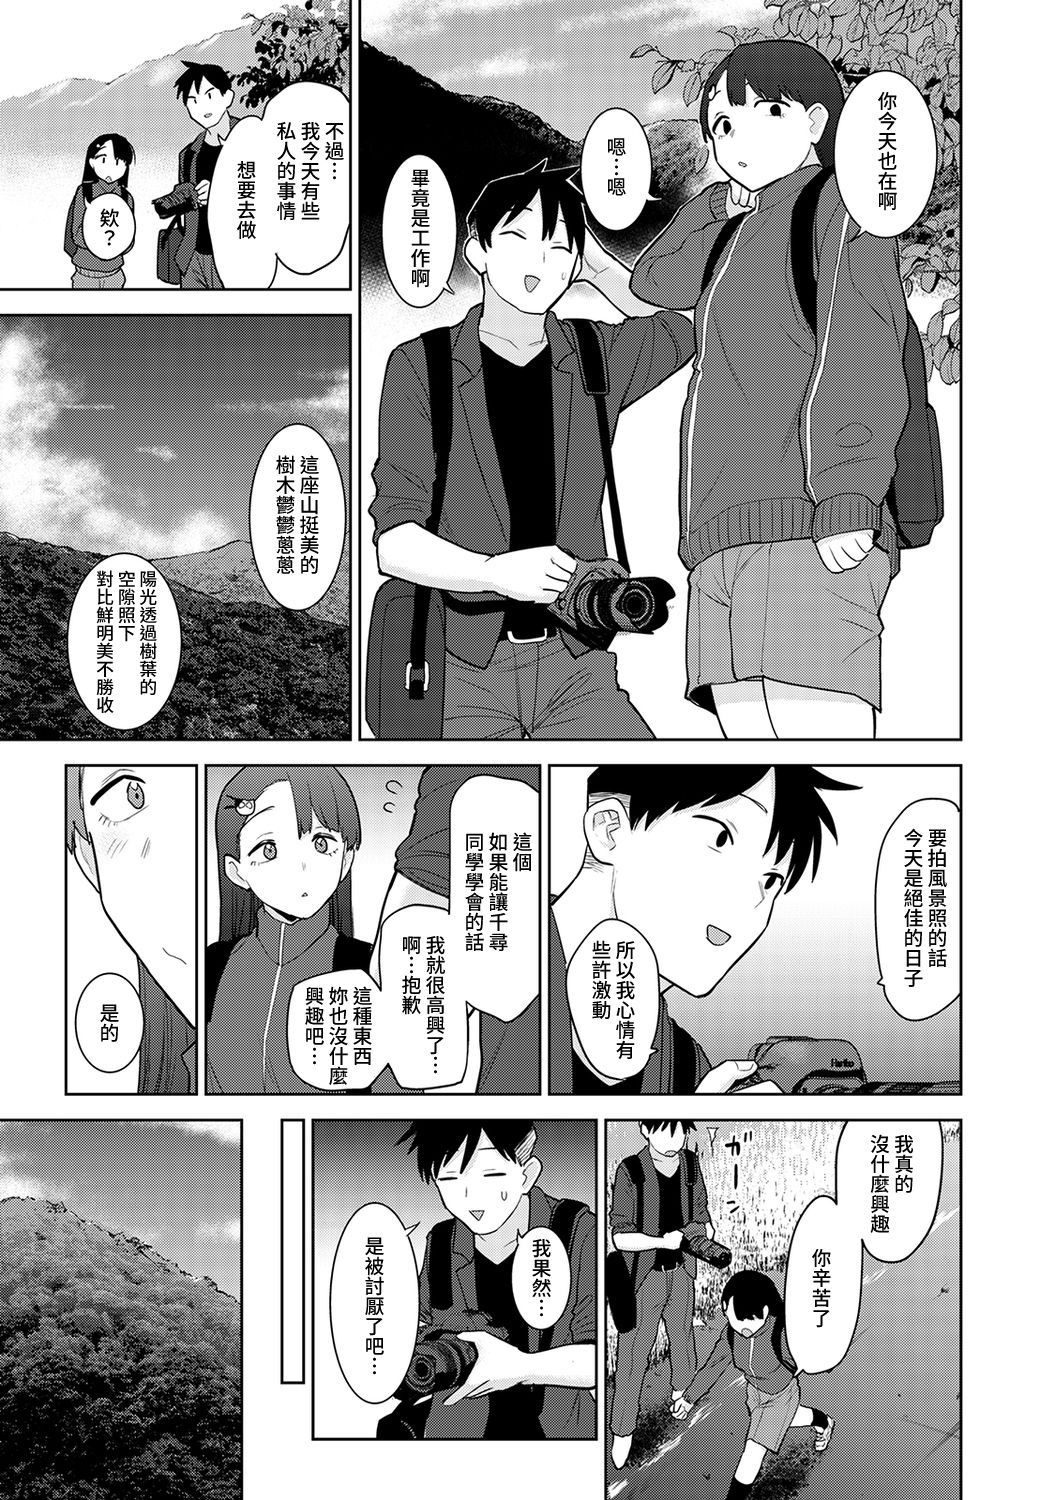 你今天也在啊
嗯…嗯
畢竟是工作啊
不過…
我今天有些
私人的事情
想要去做
欸？
這座山挺美的
樹木鬱鬱蔥蔥
陽光透過樹葉的
空隙照下
對比鮮明美不勝收
要拍風景照的話
今天是絕佳的日子
所以我心情有
些許激動
這個
如果能讓千尋
同學學會的話
我就很高興了…
啊…抱歉
這種東西
妳也沒什麼
興趣吧…
是的
我真的
沒什麼興趣
你辛苦了
ガーン
我果然…
是被討厭了吧…